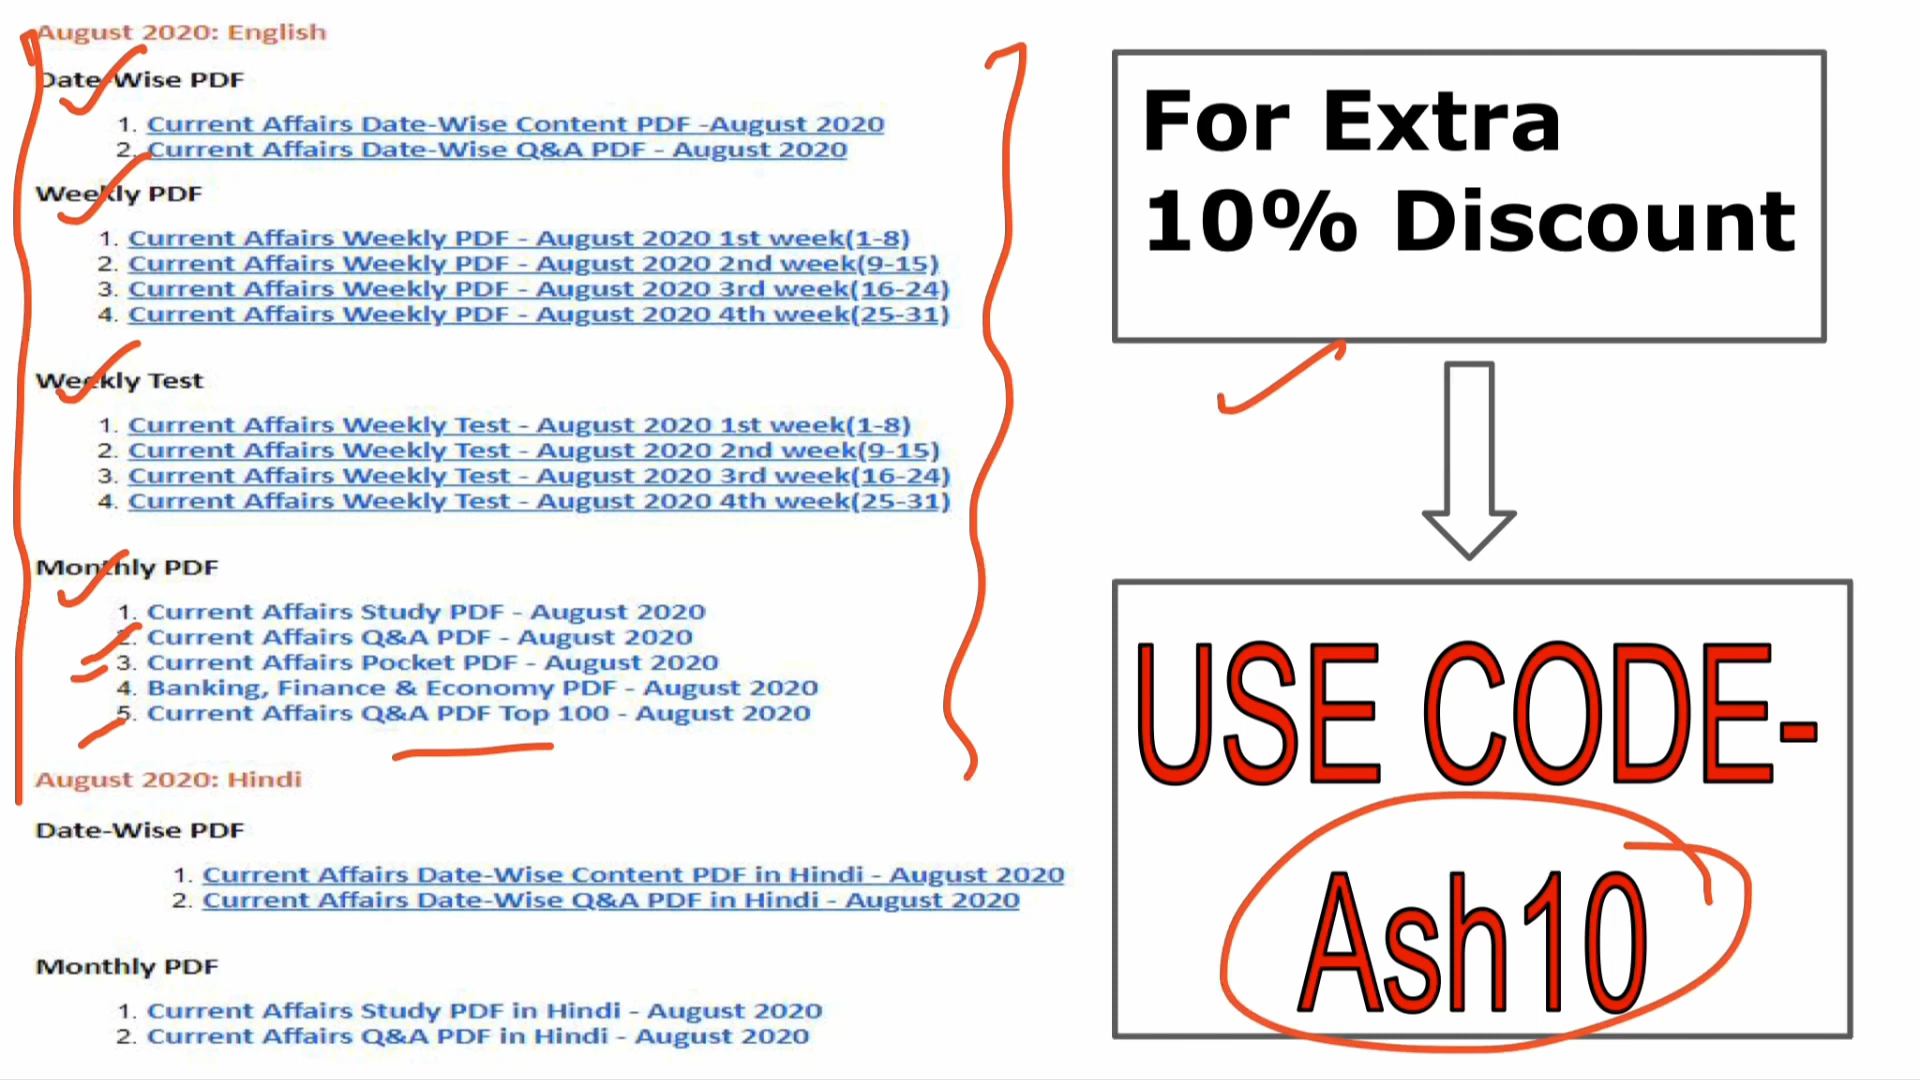 August 2020: English
Date-Wise PDF
1. Current Affairs Date-Wise Content PDF -August 2020
2. Current Affairs Date-Wise Q&A PDF - August 2020
Weekly PDF
1. Current Affairs Weekly PDF - August 2020 1st week(1-8)
2. Current Affairs Weekly PDF - August 2020 2nd week(9-15)
3. Current Affairs Weekly PDF - August 2020 3rd week(16-24)
4. Current Affairs Weekly PDF - August 2020 4th week(25-31)
Weekly Test
1. Current Affairs Weekly Test - August 2020 1st week(1-8)
2. Current Affairs Weekly Test - August 2020 2nd week(9-15)
3. Current Affairs Weekly Test - August 2020 3rd week(16-24)
4. Current Affairs Weekly Test - August 2020 4th week(25-31)
Monthly PDF
1. Current Affairs Study PDF - August 2020
2. Current Affairs Q&A PDF - August 2020
3. Current Affairs Pocket PDF - August 2020
4. Banking, Finance & Economy PDF - August 2020
5. Current Affairs Q&A PDF Top 100 - August 2020
August 2020: Hindi
Date-Wise PDF
1. Current Affairs Date-Wise Content PDF in Hindi - August 2020
2. Current Affairs Date-Wise Q&A PDF in Hindi - August 2020
Monthly PDF
1. Current Affairs Study PDF in Hindi - August 2020
2. Current Affairs Q&A PDF in Hindi - August 2020
For Extra
10% Discount
USE CODE-
Ash10